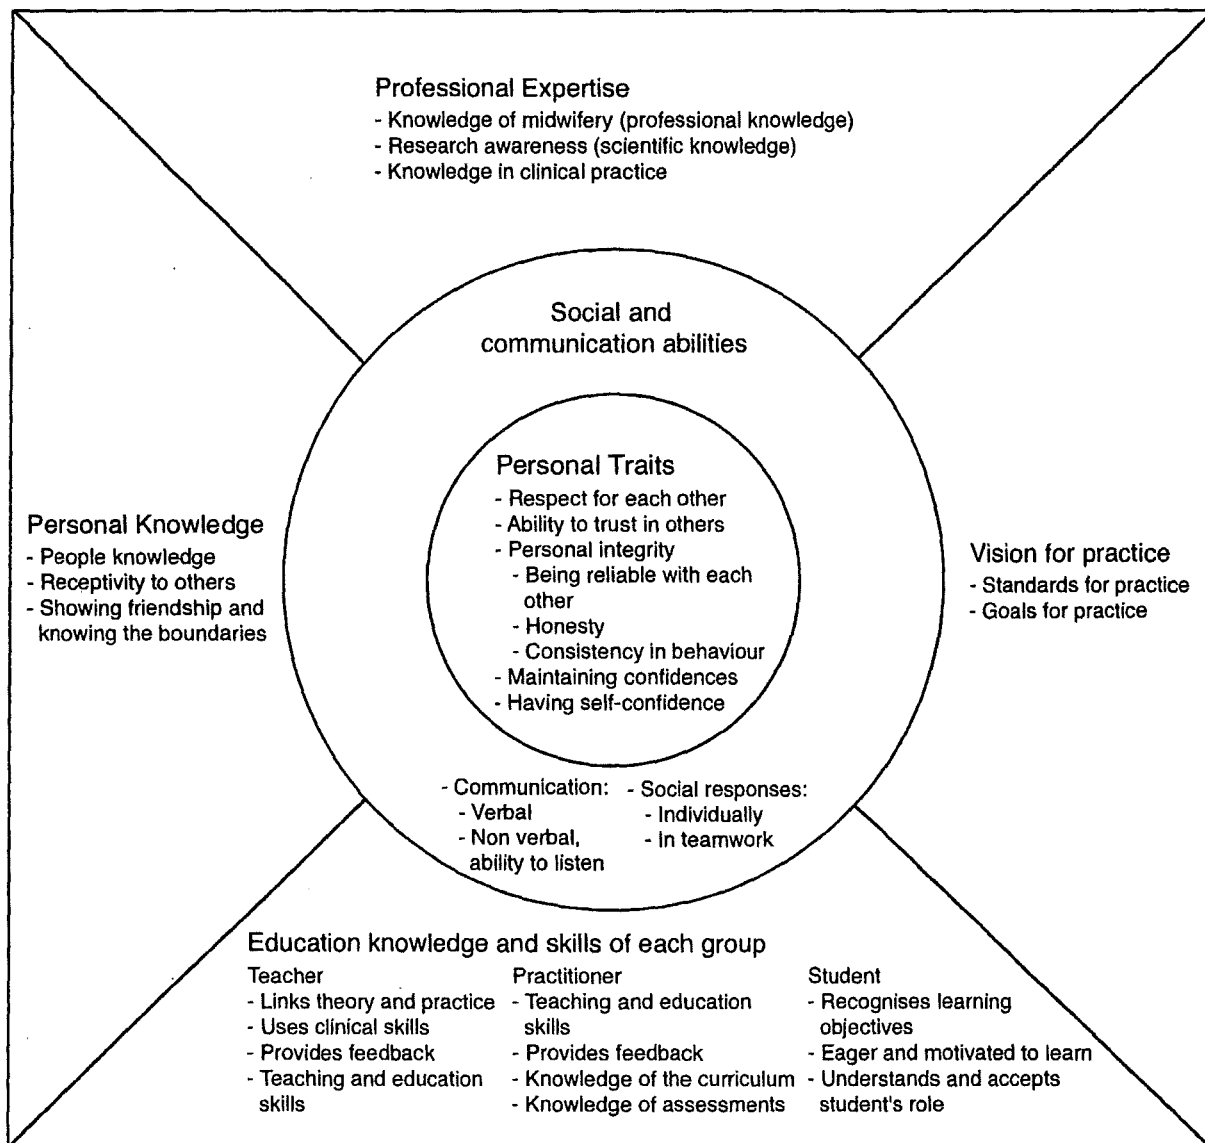 Professional Expertise
- Knowledge of midwifery (professional knowledge)
- Research awareness (scientific knowledge)
- Knowledge in clinical practice
Social and
communication abilities
Personal Traits
- Respect for each other
- Ability to trust in others
- Personal integrity
- Being reliable with each
other
- Honesty
- Consistency in behaviour
- Maintaining confidences
- Having self-confidence
Personal Knowledge
- People knowledge
- Receptivity to others
- Showing friendship and
knowing the boundaries
Vision for practice
- Standards for practice
- Goals for practice
- Communication:
- Verbal
- Non verbal,
ability to listen
- Social responses:
- Individually
- In teamwork
Education knowledge and skills of each group
Teacher
- Links theory and practice
- Uses clinical skills
- Provides feedback
- Teaching and education
skills
Practitioner
- Teaching and education
skills
- Provides feedback
- Knowledge of the curriculum
- Knowledge of assessments
Student
- Recognises learning
objectives
- Eager and motivated to learn
- Understands and accepts
student's role